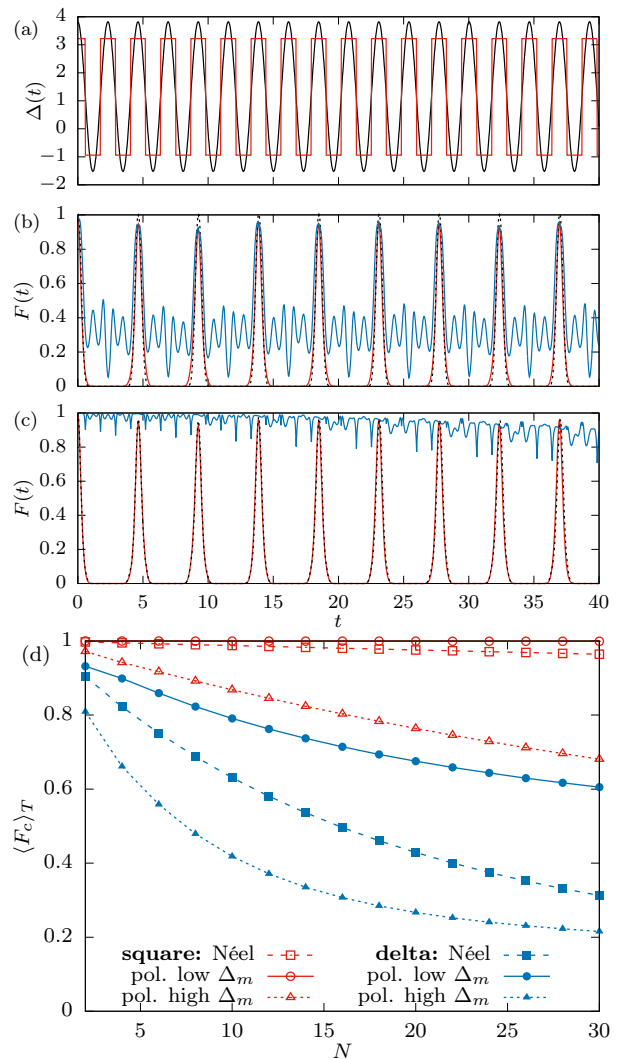 (a)
Δ(t)
4
3
2
1
0
−1
−2
(b)
F(t)
1
0.8
0.6
0.4
0.2
0
(c)
F(t)
1
0.8
0.6
0.4
0.2
0
0 5 10 15 20 25 30 35 40
t
(d)
⟨F_c⟩_T
1
0.8
0.6
0.4
0.2
0
square: Néel delta: Néel
pol. low Δ_m pol. low Δ_m
pol. high Δ_m pol. high Δ_m
5 10 15 20 25 30
N